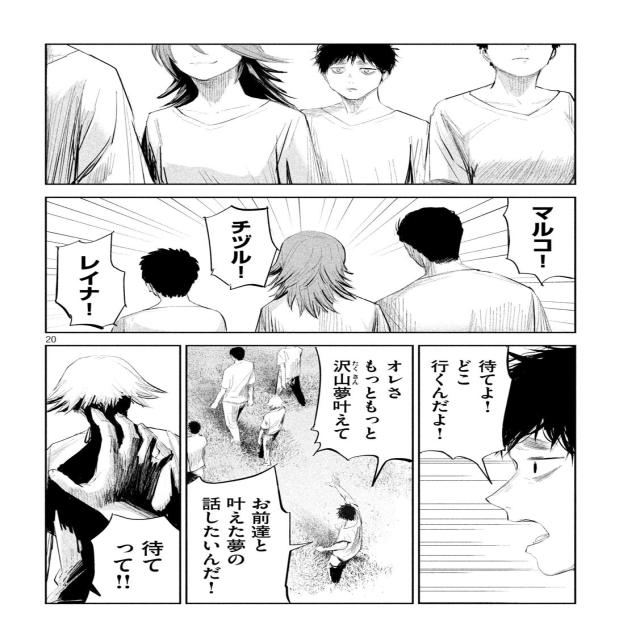 マルコ！
チヅル！
レイナ！
20
待てよ！
どこ
行くんだよ！
オレさ
もっともっと
沢山夢叶えて
たくさん
お前達と
叶えた夢の
話したいんだ！
待て
って！！